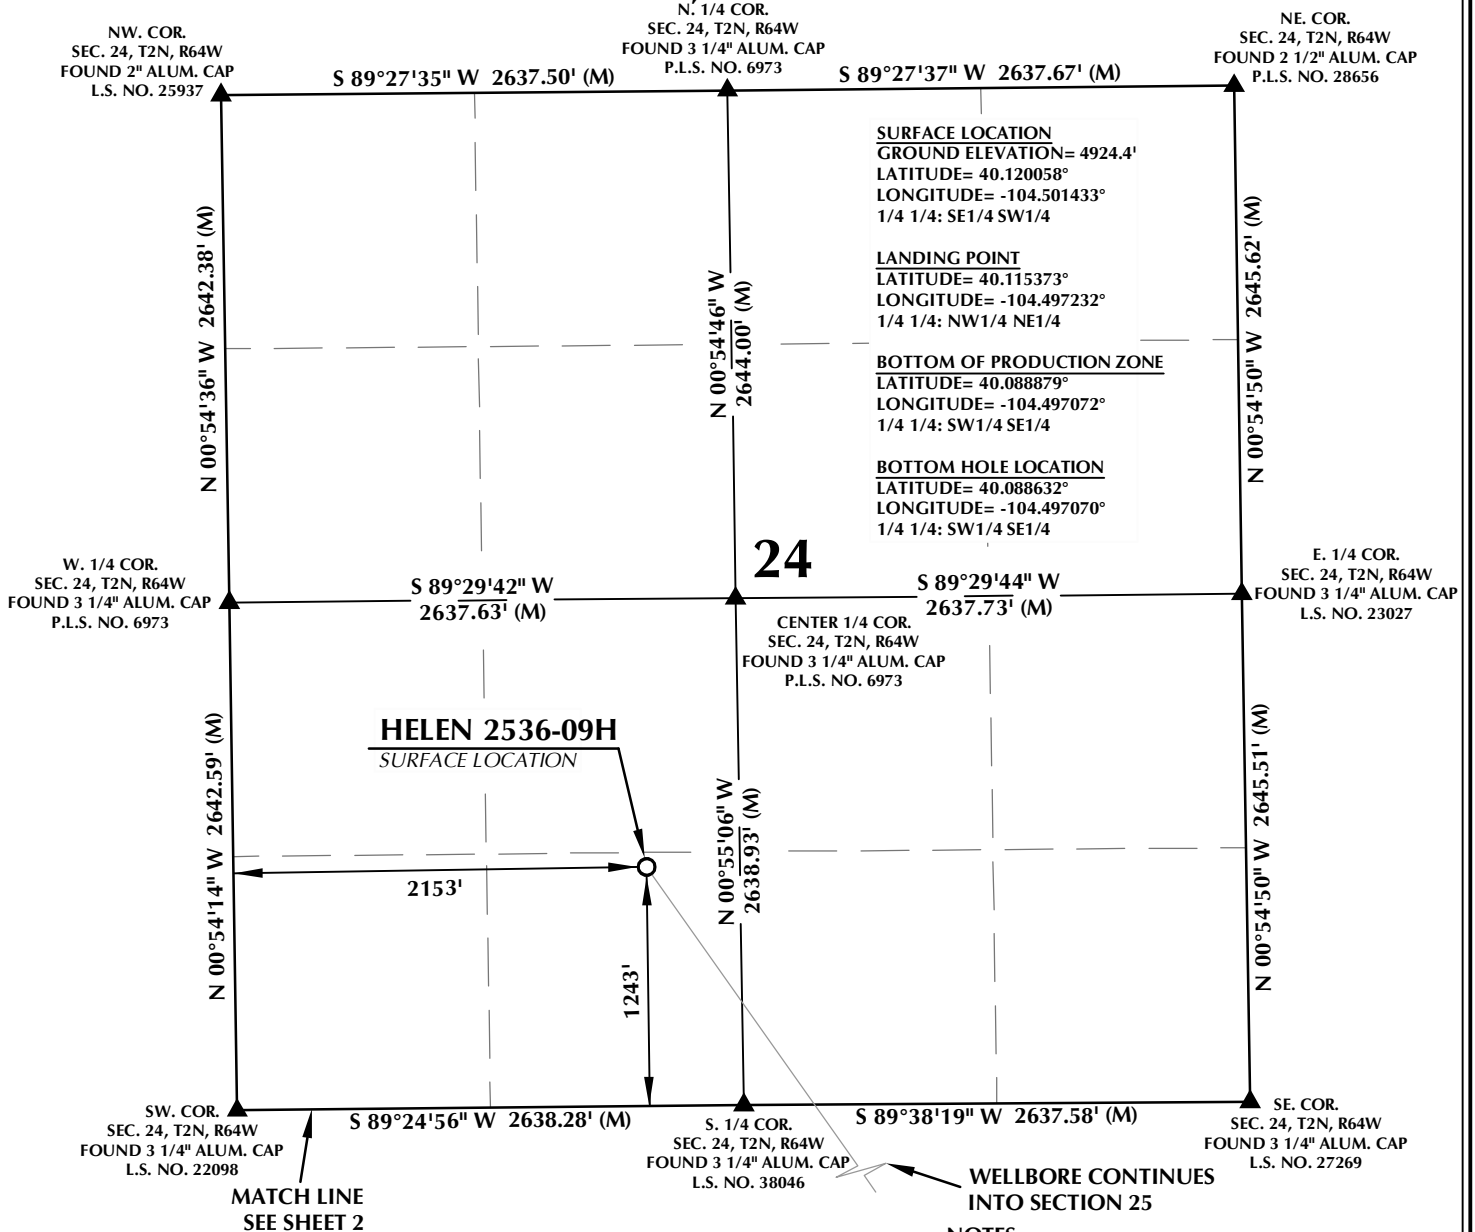 N. 1/4 COR.
SEC. 24, T2N, R64W
FOUND 3 1/4" ALUM. CAP
P.L.S. NO. 6973
NW. COR.
SEC. 24, T2N, R64W
FOUND 2" ALUM. CAP
L.S. NO. 25937
NE. COR.
SEC. 24, T2N, R64W
FOUND 2 1/2" ALUM. CAP
P.L.S. NO. 28656
S 89°27'35" W 2637.50' (M)
S 89°27'37" W 2637.67' (M)
SURFACE LOCATION
GROUND ELEVATION= 4924.4'
LATITUDE= 40.120058°
LONGITUDE= -104.501433°
1/4 1/4: SE1/4 SW1/4
LANDING POINT
LATITUDE= 40.115373°
LONGITUDE= -104.497232°
1/4 1/4: NW1/4 NE1/4
BOTTOM OF PRODUCTION ZONE
LATITUDE= 40.088879°
LONGITUDE= -104.497072°
1/4 1/4: SW1/4 SE1/4
BOTTOM HOLE LOCATION
LATITUDE= 40.088632°
LONGITUDE= -104.497070°
1/4 1/4: SW1/4 SE1/4
N 00°54'36" W 2642.38' (M)
N 00°54'46" W
2644.00' (M)
N 00°54'50" W 2645.62' (M)
24
W. 1/4 COR.
SEC. 24, T2N, R64W
FOUND 3 1/4" ALUM. CAP
P.L.S. NO. 6973
S 89°29'42" W
2637.63' (M)
S 89°29'44" W
2637.73' (M)
E. 1/4 COR.
SEC. 24, T2N, R64W
FOUND 3 1/4" ALUM. CAP
L.S. NO. 23027
CENTER 1/4 COR.
SEC. 24, T2N, R64W
FOUND 3 1/4" ALUM. CAP
P.L.S. NO. 6973
HELEN 2536-09H
SURFACE LOCATION
N 00°54'14" W 2642.59' (M)
N 00°55'06" W
2638.93' (M)
N 00°54'50" W 2645.51' (M)
2153'
1243'
S 89°24'56" W 2638.28' (M)
S 89°38'19" W 2637.58' (M)
SW. COR.
SEC. 24, T2N, R64W
FOUND 3 1/4" ALUM. CAP
L.S. NO. 22098
S. 1/4 COR.
SEC. 24, T2N, R64W
FOUND 3 1/4" ALUM. CAP
L.S. NO. 38046
SE. COR.
SEC. 24, T2N, R64W
FOUND 3 1/4" ALUM. CAP
L.S. NO. 27269
MATCH LINE
SEE SHEET 2
WELLBORE CONTINUES
INTO SECTION 25
NOTES